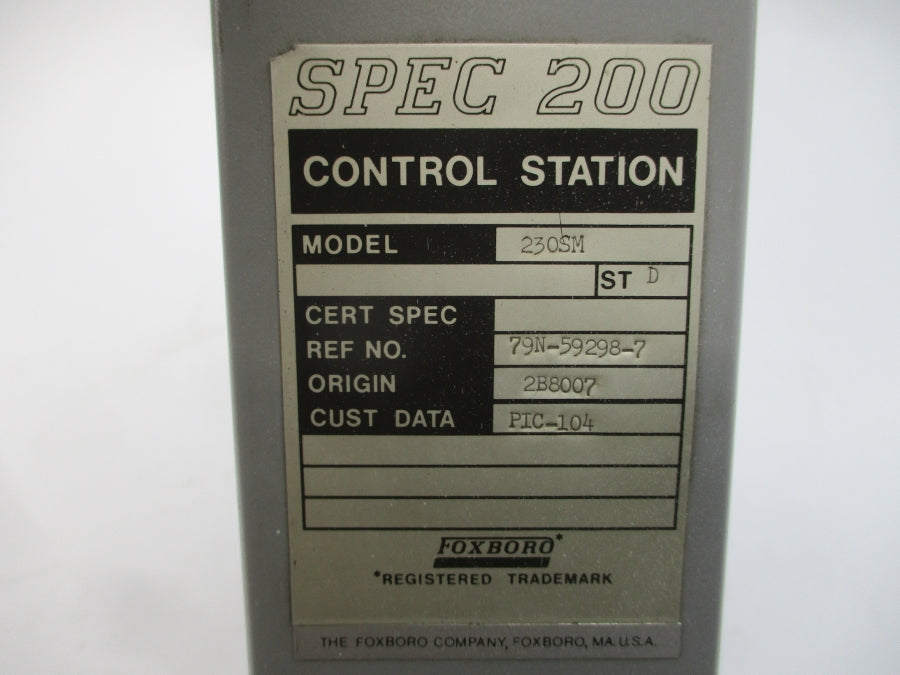 SPEC 200
CONTROL STATION
MODEL 230SM
ST D
CERT SPEC
REF NO. 79N-59298-7
ORIGIN 2B8007
CUST DATA PIC-104
FOXBORO*
*REGISTERED TRADEMARK
THE FOXBORO COMPANY, FOXBORO, MA. U.S.A.